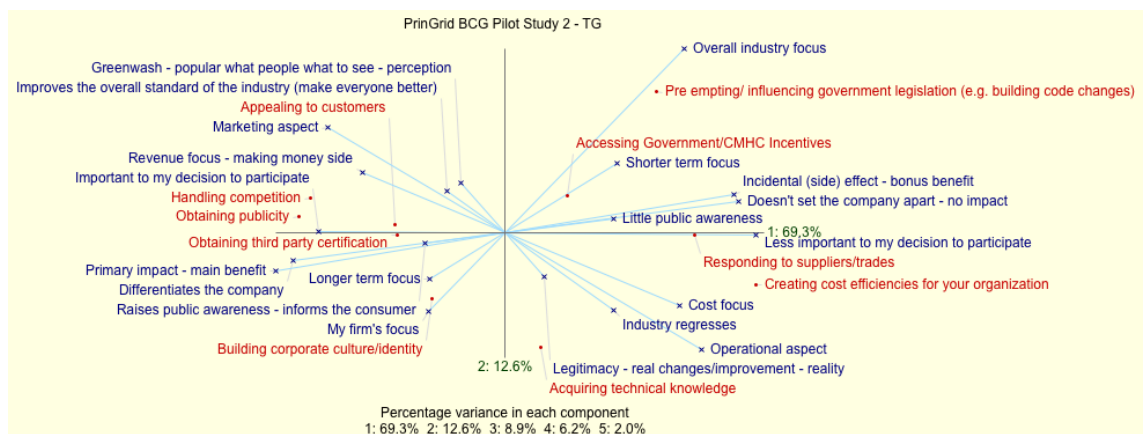 PrinGrid BCG Pilot Study 2 - TG
Overall industry focus
Greenwash - popular what people what to see - perception
Improves the overall standard of the industry (make everyone better)
Pre empting/ influencing government legislation (e.g. building code changes)
Appealing to customers
Marketing aspect
Accessing Government/CMHC Incentives
Revenue focus - making money side
Shorter term focus
Important to my decision to participate
Incidental (side) effect - bonus benefit
Handling competition
Doesn't set the company apart - no impact
Obtaining publicity
Little public awareness
1: 69,3%
Obtaining third party certification
Less important to my decision to participate
Responding to suppliers/trades
Primary impact - main benefit
Longer term focus
Differentiates the company
Creating cost efficiencies for your organization
Raises public awareness - informs the consumer
Cost focus
My firm's focus
Industry regresses
Building corporate culture/identity
Operational aspect
2: 12.6%
Legitimacy - real changes/improvement - reality
Acquiring technical knowledge
Percentage variance in each component
1: 69.3% 2: 12.6% 3: 8.9% 4: 6.2% 5: 2.0%